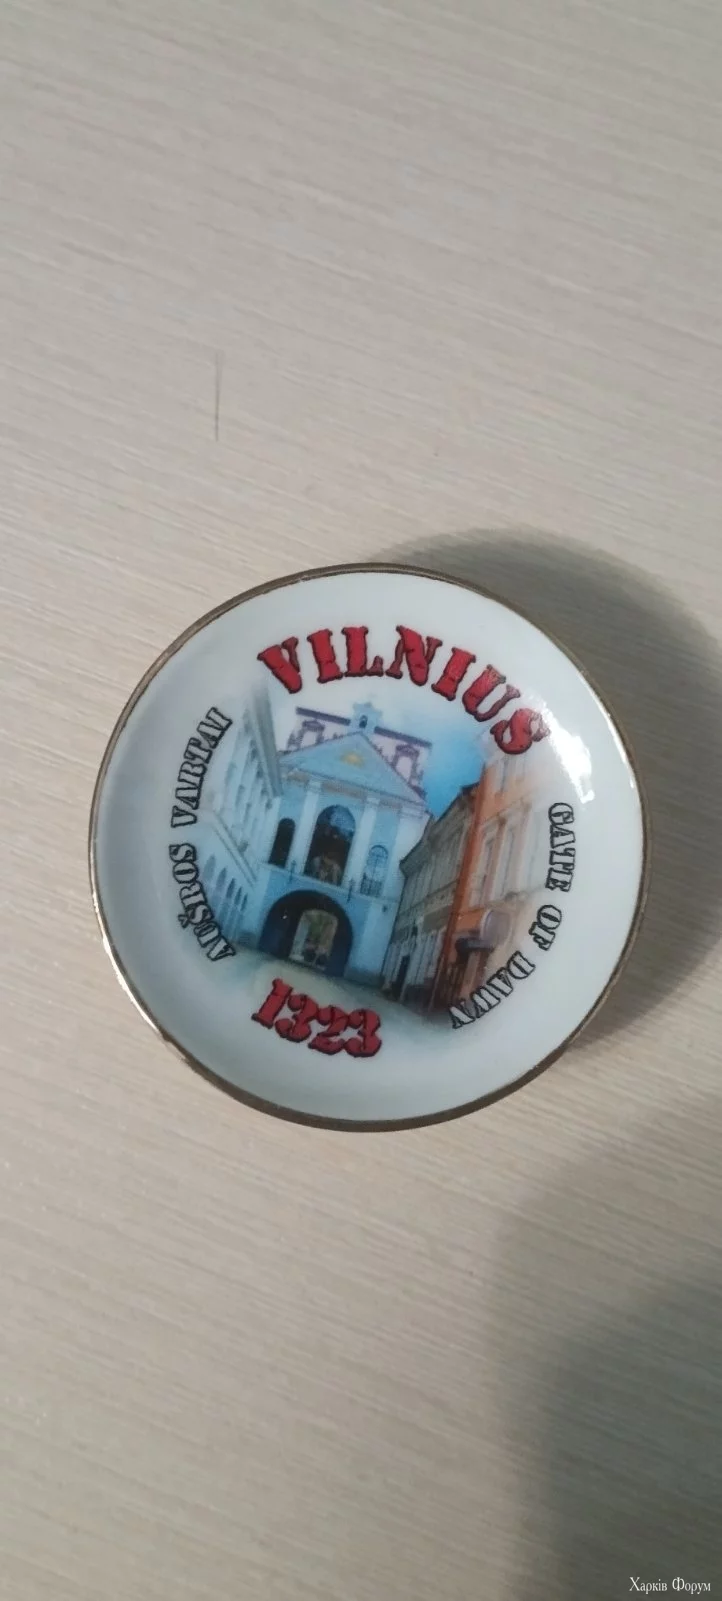 VILNIUS
AUŠROS VARTAI
GATE OF DAWN
1323
Харків Форум